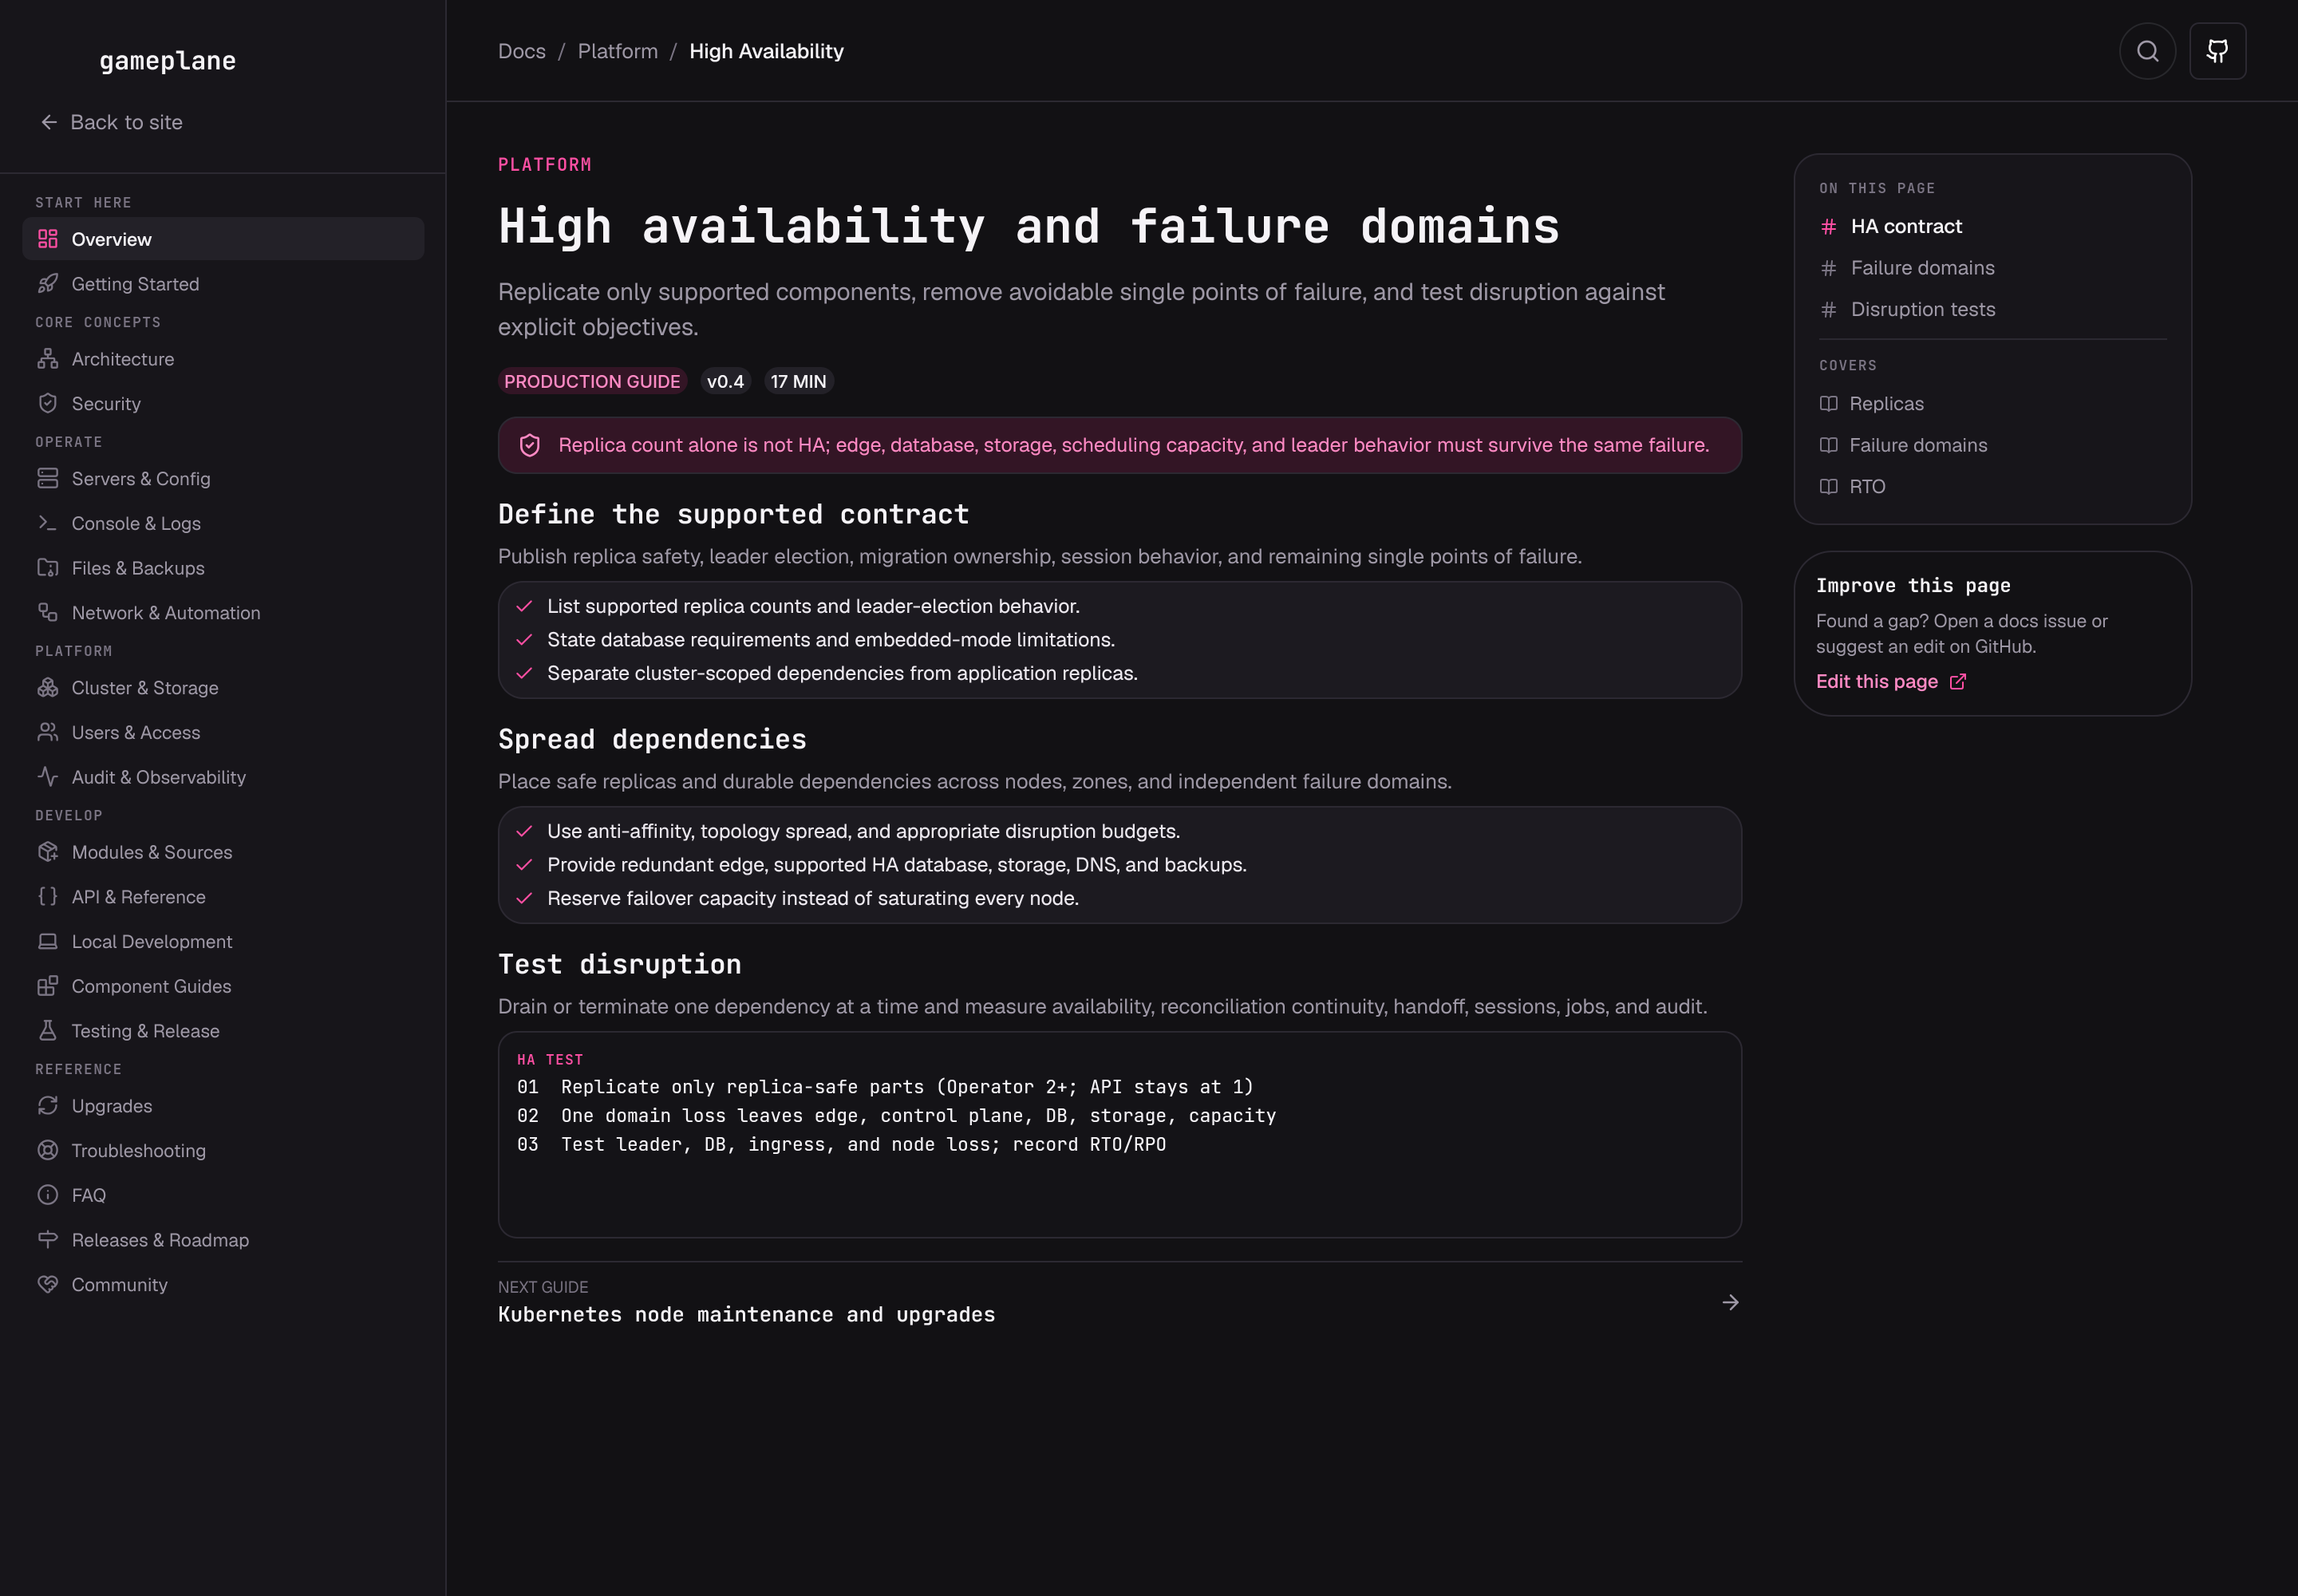 gameplane
Back to site
START HERE
Overview
Getting Started
CORE CONCEPTS
Architecture
Security
OPERATE
Servers & Config
Console & Logs
Files & Backups
Network & Automation
PLATFORM
Cluster & Storage
Users & Access
Audit & Observability
DEVELOP
Modules & Sources
API & Reference
Local Development
Component Guides
Testing & Release
REFERENCE
Upgrades
Troubleshooting
FAQ
Releases & Roadmap
Community
Docs / Platform / High Availability
PLATFORM
High availability and failure domains
Replicate only supported components, remove avoidable single points of failure, and test disruption against
explicit objectives.
PRODUCTION GUIDE v0.4 17 MIN
Replica count alone is not HA; edge, database, storage, scheduling capacity, and leader behavior must survive the same failure.
Define the supported contract
Publish replica safety, leader election, migration ownership, session behavior, and remaining single points of failure.
List supported replica counts and leader-election behavior.
State database requirements and embedded-mode limitations.
Separate cluster-scoped dependencies from application replicas.
Spread dependencies
Place safe replicas and durable dependencies across nodes, zones, and independent failure domains.
Use anti-affinity, topology spread, and appropriate disruption budgets.
Provide redundant edge, supported HA database, storage, DNS, and backups.
Reserve failover capacity instead of saturating every node.
Test disruption
Drain or terminate one dependency at a time and measure availability, reconciliation continuity, handoff, sessions, jobs, and audit.
HA TEST
01 Replicate only replica-safe parts (Operator 2+; API stays at 1)
02 One domain loss leaves edge, control plane, DB, storage, capacity
03 Test leader, DB, ingress, and node loss; record RTO/RPO
NEXT GUIDE
Kubernetes node maintenance and upgrades
ON THIS PAGE
# HA contract
# Failure domains
# Disruption tests
COVERS
Replicas
Failure domains
RTO
Improve this page
Found a gap? Open a docs issue or
suggest an edit on GitHub.
Edit this page